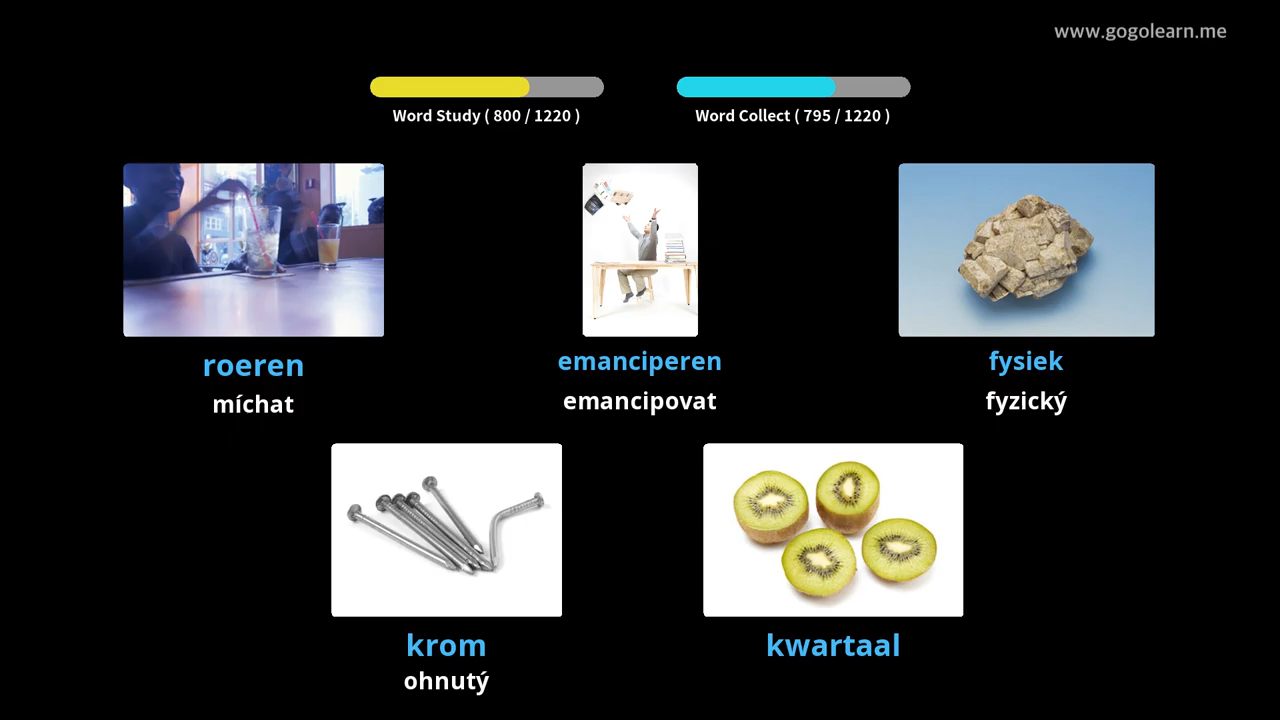 www.gogolearn.me
Word Study ( 800 / 1220 )
Word Collect ( 795 / 1220 )
roeren
míchat
emanciperen
emancipovat
fysiek
fyzický
krom
ohnutý
kwartaal